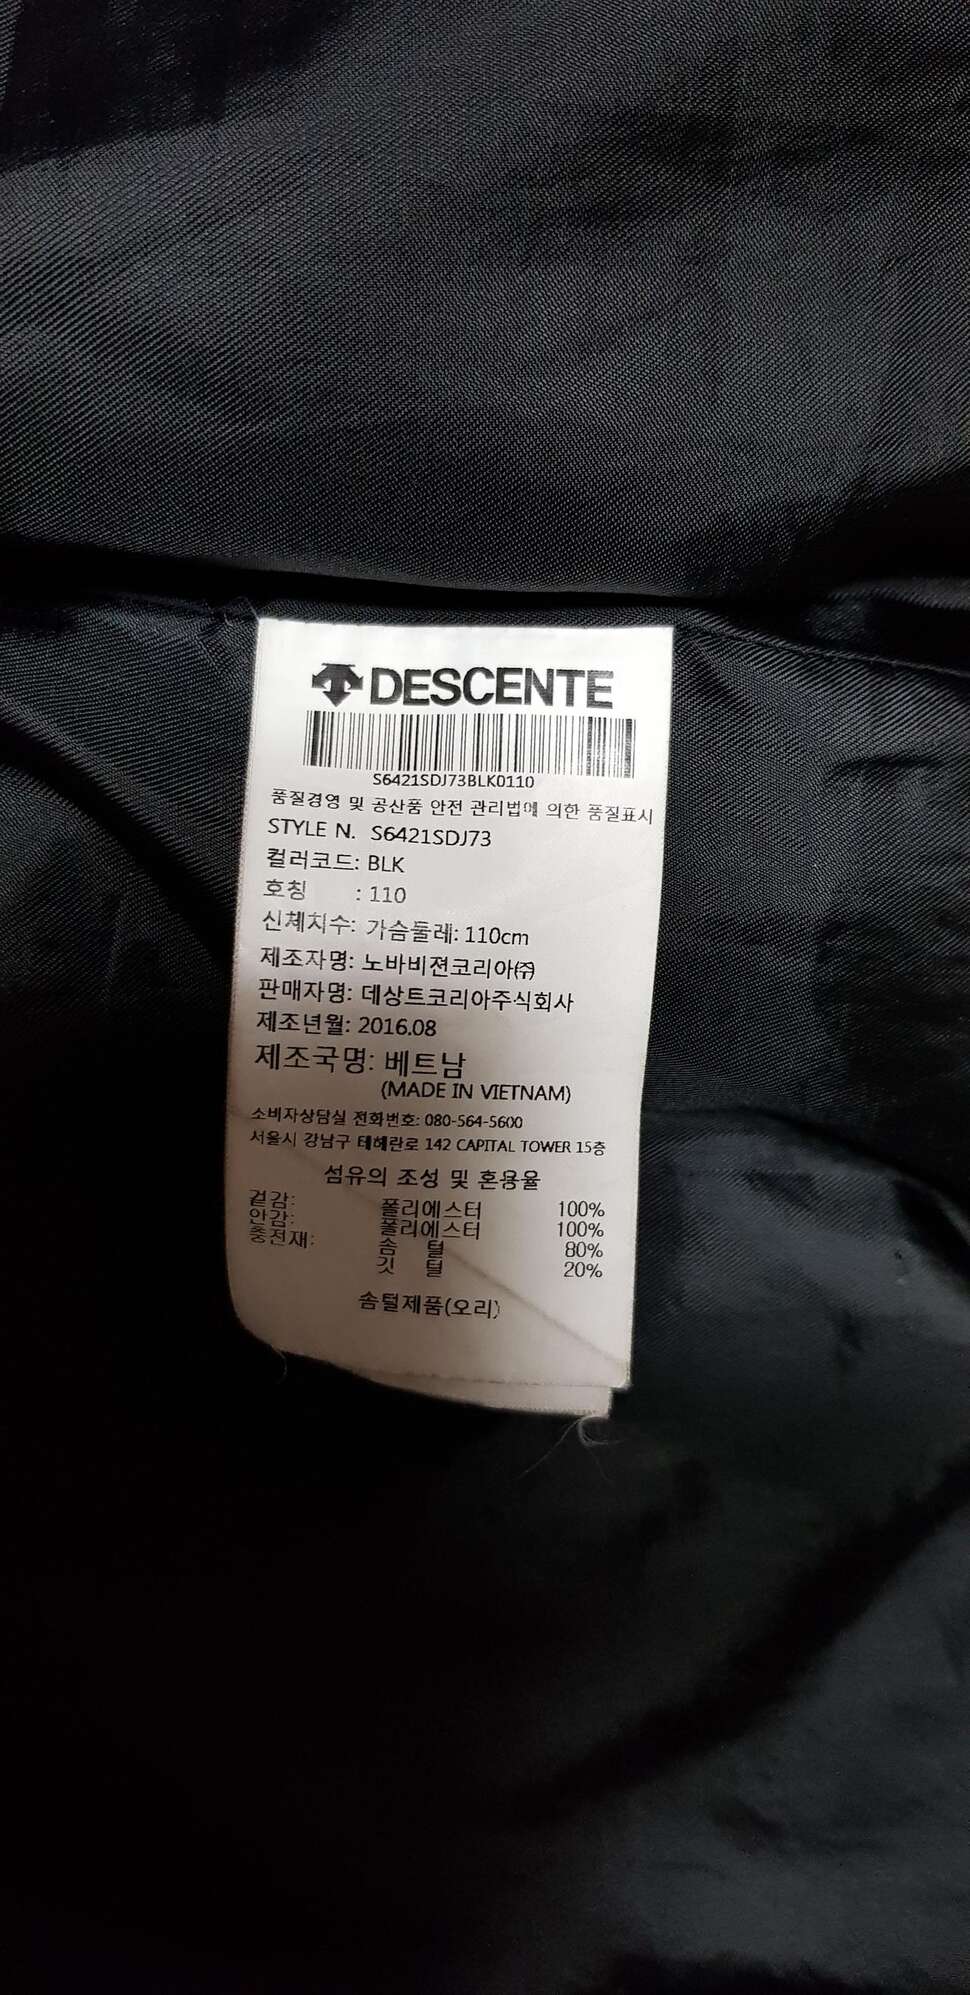 DESCENTE
S6421SDJ73BLK0110
품질경영 및 공산품 안전 관리법에 의한 품질표시
STYLE N. S6421SDJ73
컬러코드: BLK
호칭 : 110
신체치수: 가슴둘레: 110cm
제조자명: 노바비젼코리아㈜
판매자명: 데상트코리아주식회사
제조년월: 2016.08
제조국명: 베트남
(MADE IN VIETNAM)
소비자상담실 전화번호: 080-564-5600
서울시 강남구 테헤란로 142 CAPITAL TOWER 15층
섬유의 조성 및 혼용율
겉감: 폴리에스터 100%
안감: 폴리에스터 100%
충전재: 솜 털 80%
깃 털 20%
솜털제품(오리)